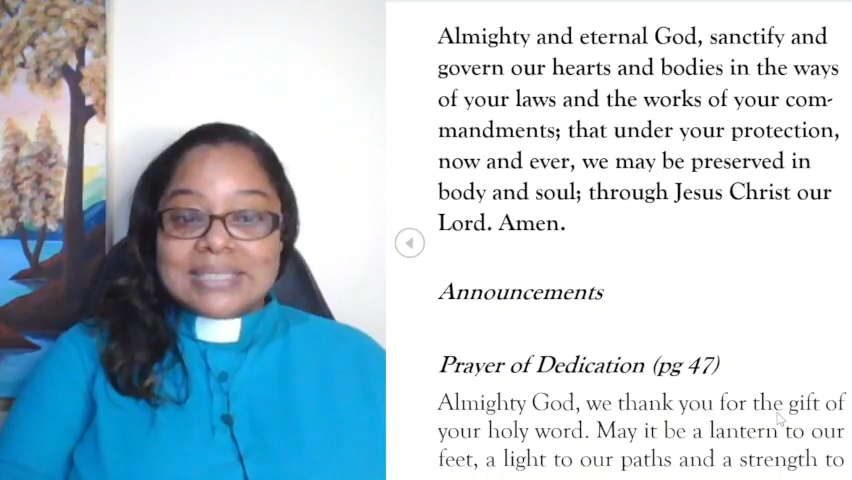 Almighty and eternal God, sanctify and
govern our hearts and bodies in the ways
of your laws and the works of your com-
mandments; that under your protection,
now and ever, we may be preserved in
body and soul; through Jesus Christ our
Lord. Amen.
Announcements
Prayer of Dedication (pg 47)
Almighty God, we thank you for the gift of
your holy word. May it be a lantern to our
feet, a light to our paths and a strength to